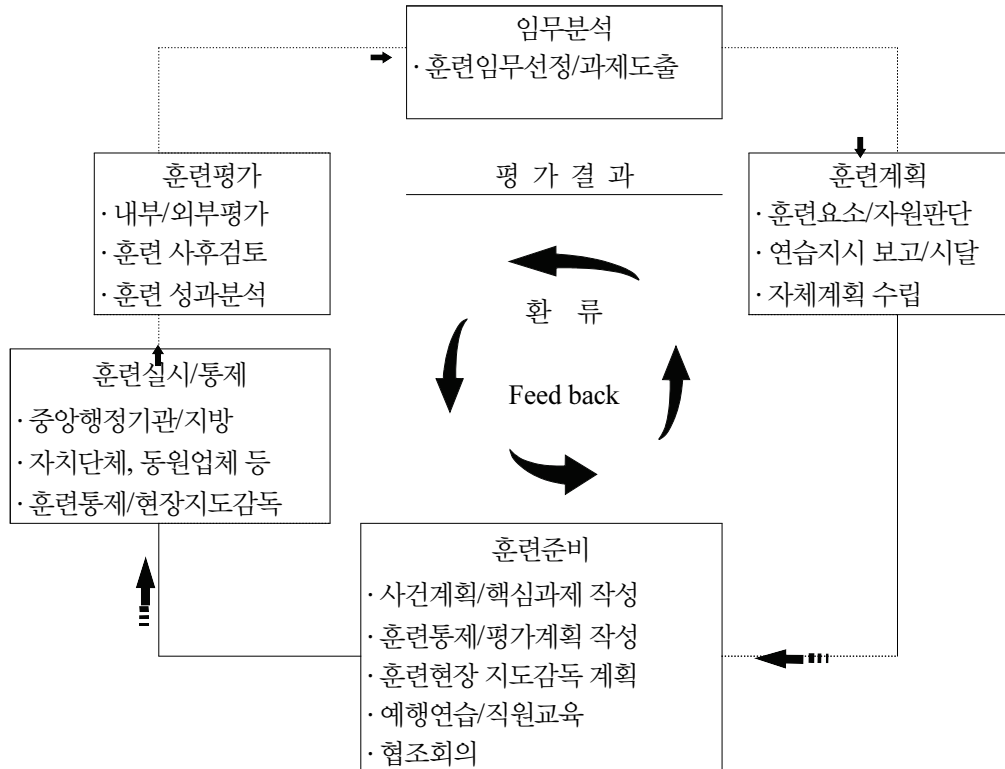 임무분석
· 훈련임무선정/과제도출
훈련평가
· 내부/외부평가
· 훈련 사후검토
· 훈련 성과분석
평 가 결 과
훈련계획
· 훈련요소/자원판단
· 연습지시 보고/시달
· 자체계획 수립
환 류
Feed back
훈련실시/통제
· 중앙행정기관/지방
· 자치단체, 동원업체 등
· 훈련통제/현장지도감독
훈련준비
· 사건계획/핵심과제 작성
· 훈련통제/평가계획 작성
· 훈련현장 지도감독 계획
· 예행연습/직원교육
· 협조회의